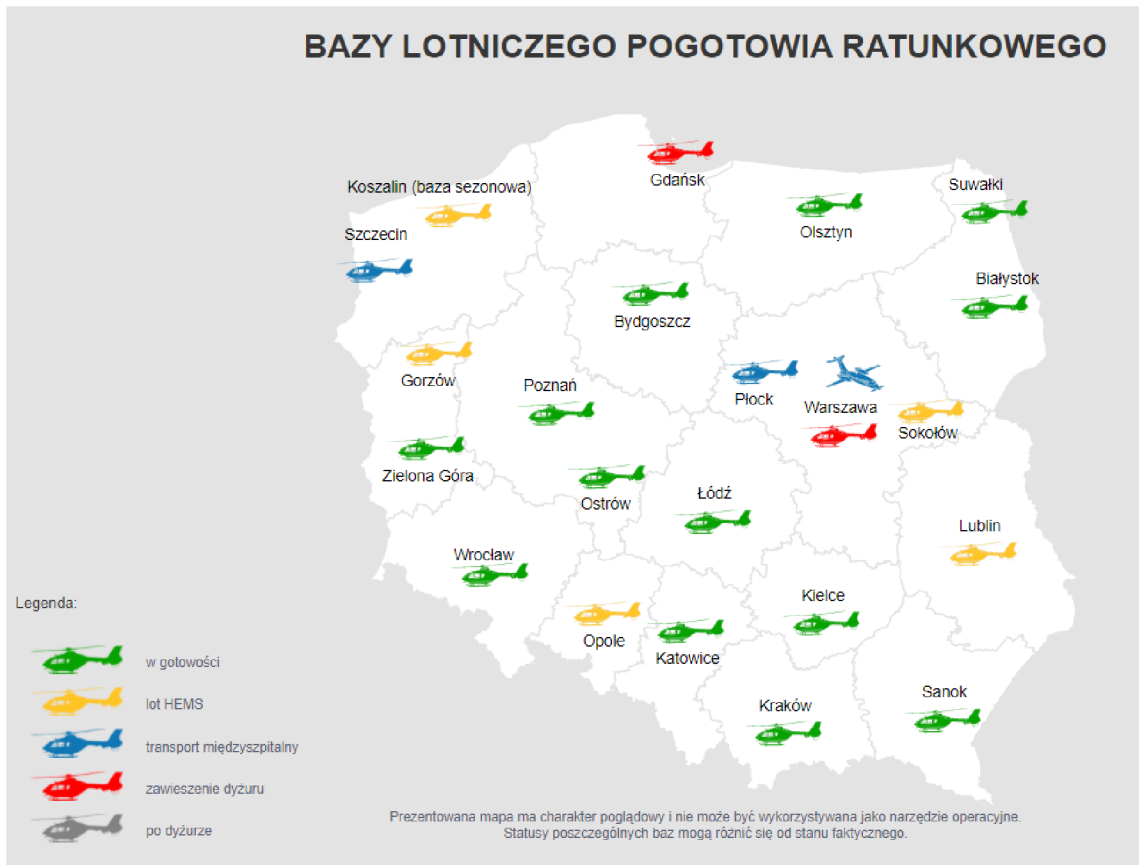 BAZY LOTNICZEGO POGOTOWIA RATUNKOWEGO
Gdańsk
Koszalin (baza sezonowa)
Suwałki
Olsztyn
Szczecin
Białystok
Bydgoszcz
Gorzów
Poznań
Płock
Warszawa
Sokołów
Zielona Góra
Ostrów
Łódź
Lublin
Wrocław
Kielce
Opole
Katowice
Sanok
Kraków
Legenda:
w gotowości
lot HEMS
transport międzyszpitalny
zawieszenie dyżuru
po dyżurze
Prezentowana mapa ma charakter poglądowy i nie może być wykorzystywana jako narzędzie operacyjne.
Statusy poszczególnych baz mogą różnić się od stanu faktycznego.